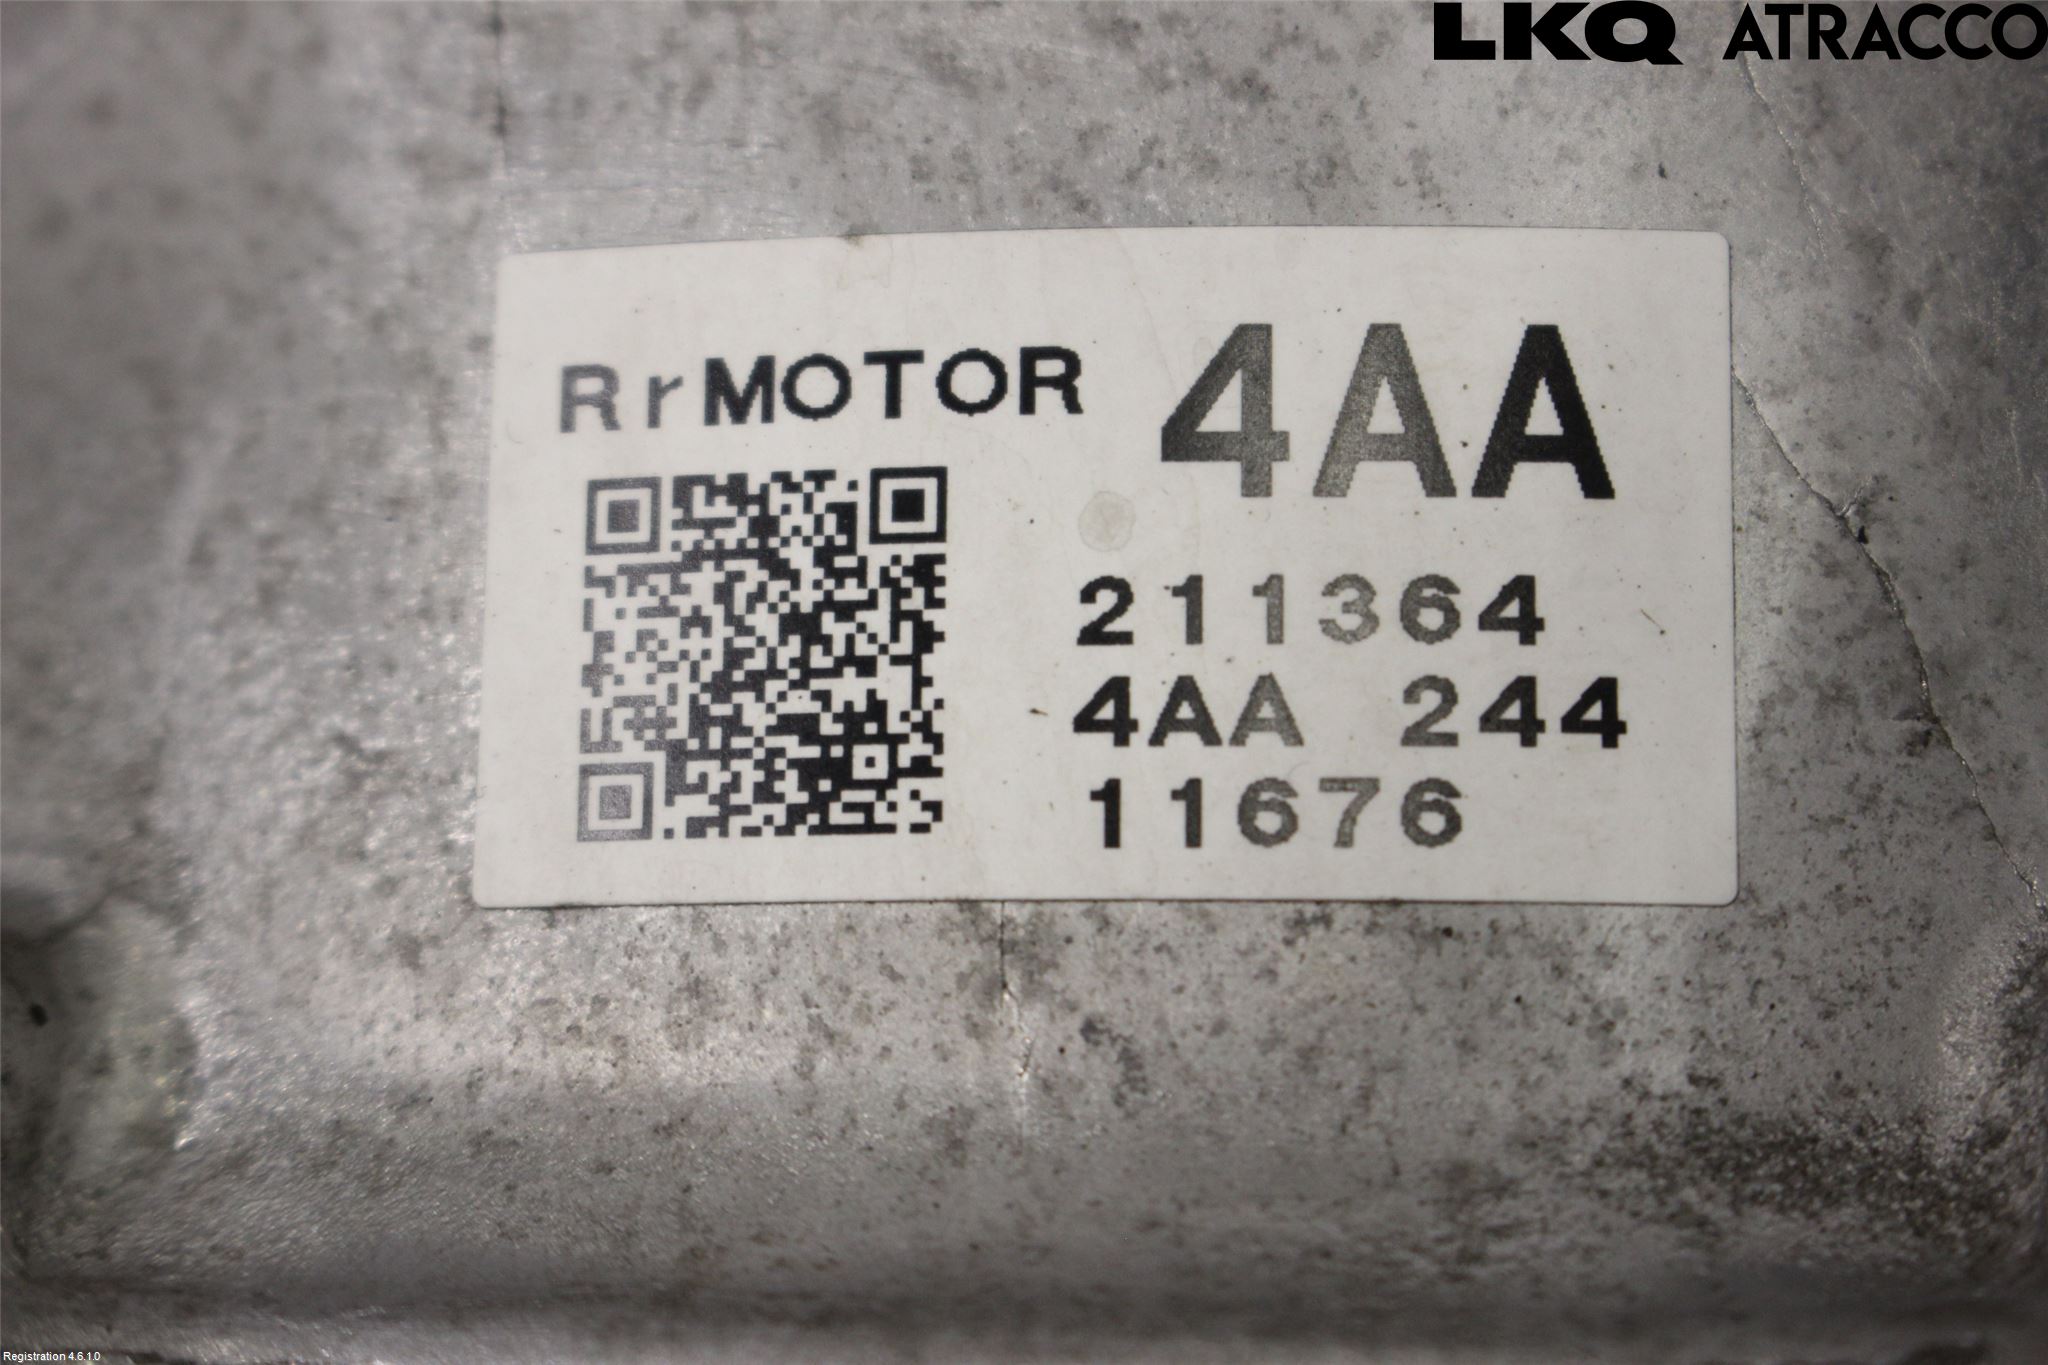 LKQ ATRACCO
RrMOTOR 4AA
211364
4AA 244
11676
Registration 4.6.1.0